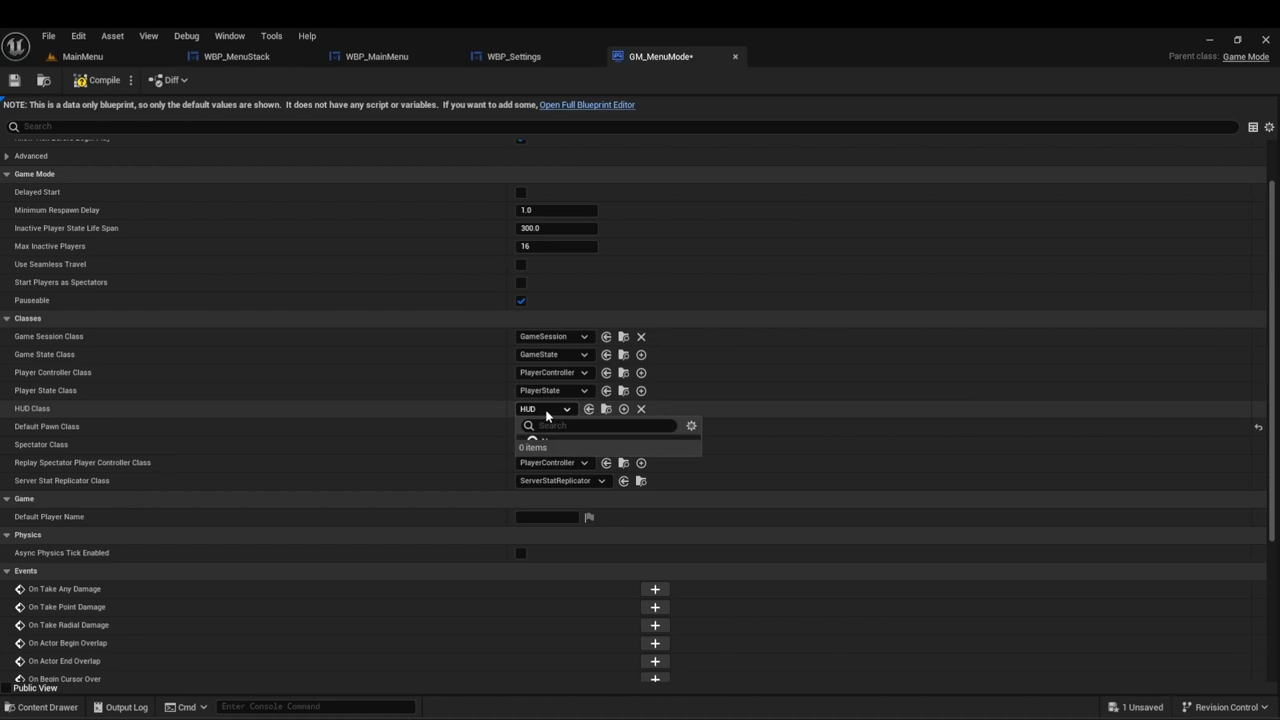 File Edit Asset View Window Tools Help
MainMenu WBP_MenuStack WBP_MainMenu WBP_Settings GM_MenuMode* Parent class: Game Mode
Compile Diff
NOTE: This is a data only blueprint, so only the default values are shown. It does not have any script or variables. If you want to add some, Open Full Blueprint Editor
Search
Advanced
Game Mode
Delayed Start
Minimum Respawn Delay 1.0
Inactive Player State Life Span 300.0
Max Inactive Players 16
Use Seamless Travel
Start Players as Spectators
Pauseable
Classes
Game Session Class GameSession
Game State Class GameState
Player Controller Class PlayerController
Player State Class PlayerState
HUD Class HUD
Default Pawn Class Search
Spectator Class 0 items
Replay Spectator Player Controller Class PlayerController
Server Stat Replicator Class ServerStatReplicator
Game
Default Player Name
Physics
Async Physics Tick Enabled
Events
On Take Any Damage
On Take Point Damage
On Take Radial Damage
On Actor Begin Overlap
On Actor End Overlap
On Begin Cursor Over
Public View
Content Drawer Output Log Cmd Enter Console Command 1 Unsaved Revision Control